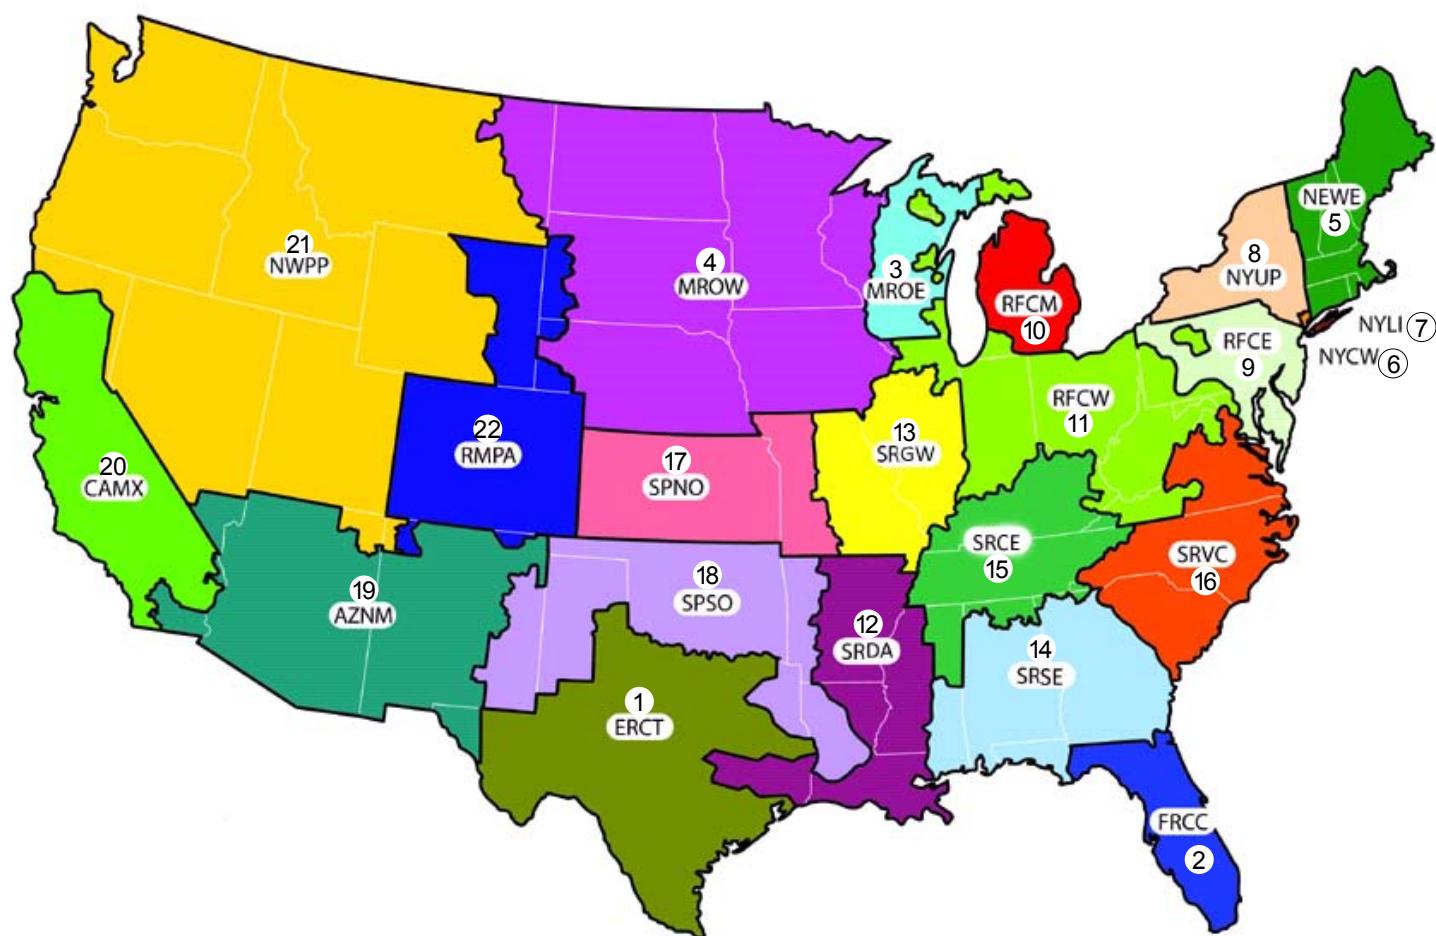 NEWE
5
21
NWPP
8
NYUP
4
MROW
3
MROE
RFCM
10
NYLI 7
RFCE
9
NYCW 6
RFCW
11
22
RMPA
13
SRGW
20
CAMX
17
SPNO
SRCE
15
SRVC
16
19
AZNM
18
SPSO
12
SRDA
14
SRSE
1
ERCT
FRCC
2